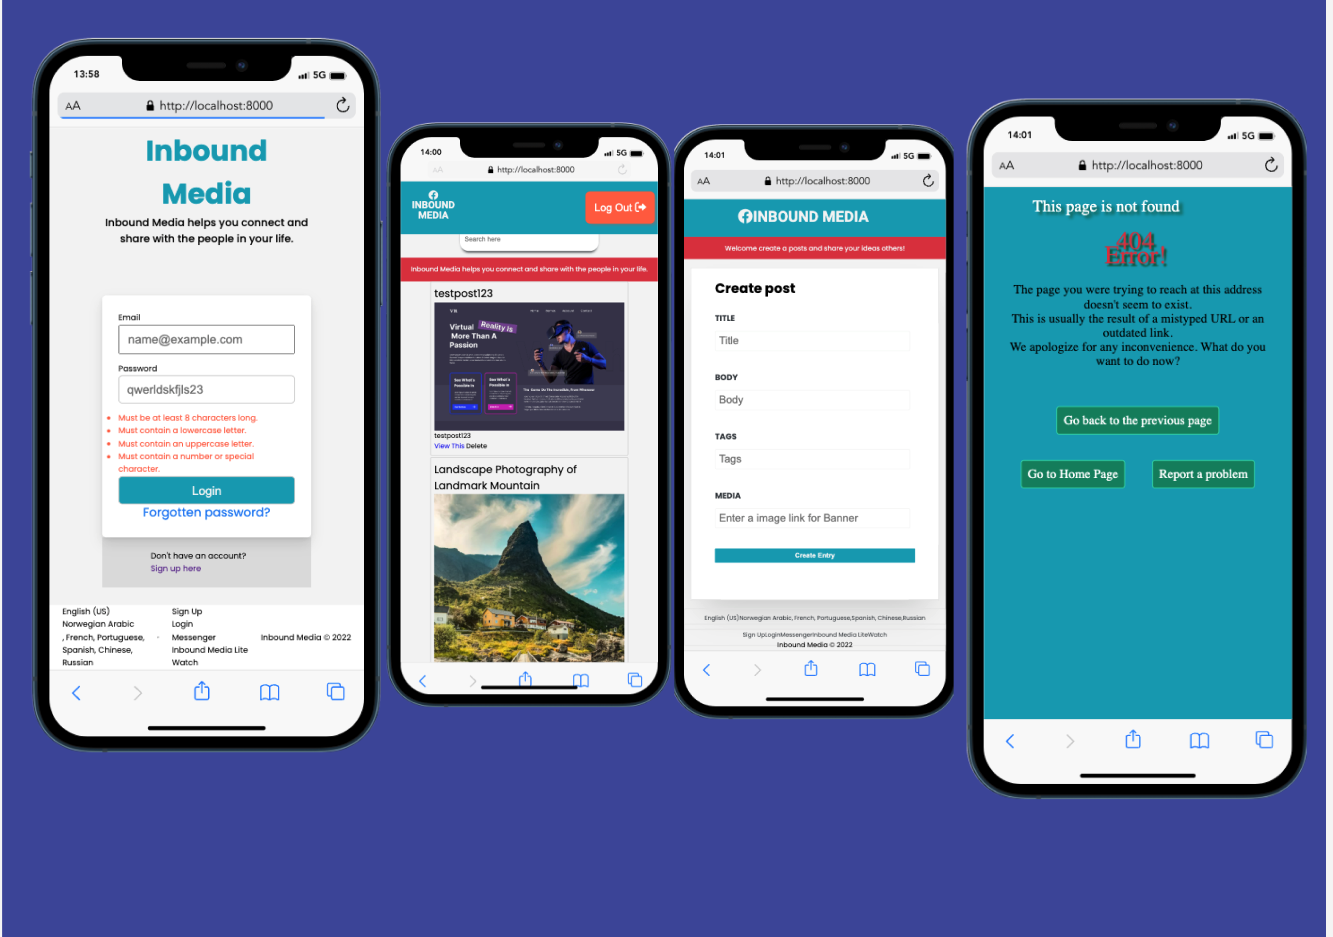 13:58
5G
AA
http://localhost:8000
Inbound
Media
Inbound Media helps you connect and
share with the people in your life.
Email
name@example.com
Password
qwerldskfjls23
Must be at least 8 characters long.
Must contain a lowercase letter.
Must contain an uppercase letter.
Must contain a number or special
character.
Login
Forgotten password?
Don't have an account?
Sign up here
English (US)
Norwegian Arabic
, French, Portuguese,
Spanish, Chinese,
Russian
Sign Up
Login
Messenger
Inbound Media Lite
Watch
Inbound Media © 2022
14:00
5G
AA
http://localhost:8000
INBOUND
MEDIA
Log Out
Search here
Inbound Media helps you connect and share with the people in your life.
testpost123
Virtual Reality is
More Than A
Passion
See What's
Possible in
See What's
Possible in
testpost123
View This Delete
Landscape Photography of
Landmark Mountain
14:01
5G
AA
http://localhost:8000
INBOUND MEDIA
Welcome create a posts and share your ideas others!
Create post
TITLE
Title
BODY
Body
TAGS
Tags
MEDIA
Enter a image link for Banner
Create Entry
English (US)Norwegian Arabic, French, Portuguese,Spanish, Chinese,Russian
Sign UpLoginMessengerInbound Media LiteWatch
Inbound Media © 2022
14:01
5G
AA
http://localhost:8000
This page is not found
404
Error!
The page you were trying to reach at this address
doesn't seem to exist.
This is usually the result of a mistyped URL or an
outdated link.
We apologize for any inconvenience. What do you
want to do now?
Go back to the previous page
Go to Home Page
Report a problem